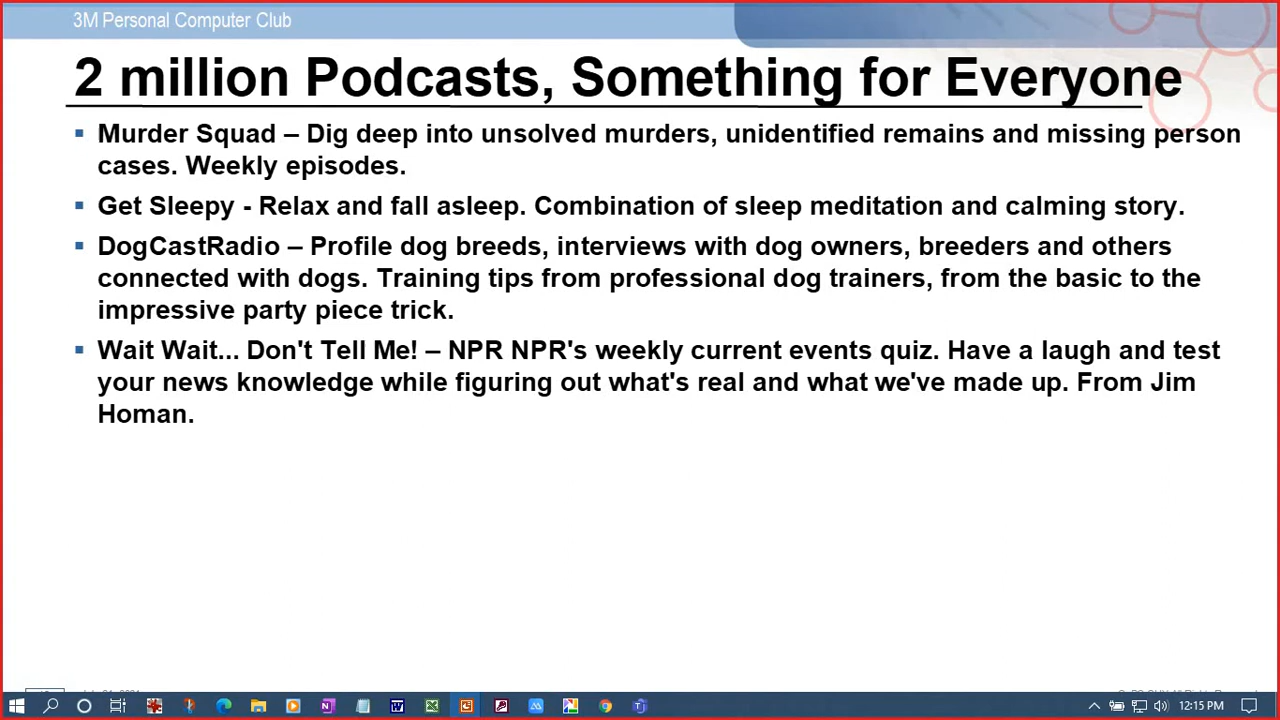 3M Personal Computer Club
2 million Podcasts, Something for Everyone
▪ Murder Squad – Dig deep into unsolved murders, unidentified remains and missing person
cases. Weekly episodes.
▪ Get Sleepy - Relax and fall asleep. Combination of sleep meditation and calming story.
▪ DogCastRadio – Profile dog breeds, interviews with dog owners, breeders and others
connected with dogs. Training tips from professional dog trainers, from the basic to the
impressive party piece trick.
▪ Wait Wait... Don't Tell Me! – NPR NPR's weekly current events quiz. Have a laugh and test
your news knowledge while figuring out what's real and what we've made up. From Jim
Homan.
12:15 PM